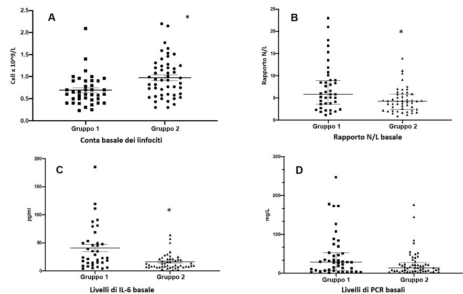 A
*
Cell x 10^9/L
2.5
2.0
1.5
1.0
0.5
0.0
Gruppo 1
Gruppo 2
Conta basale dei linfociti
B
*
Rapporto N/L
25
20
15
10
5
0
Gruppo 1
Gruppo 2
Rapporto N/L basale
C
*
pg/ml
200
150
100
50
0
Gruppo 1
Gruppo 2
Livelli di IL-6 basale
D
mg/L
300
200
100
0
Gruppo 1
Gruppo 2
Livelli di PCR basali